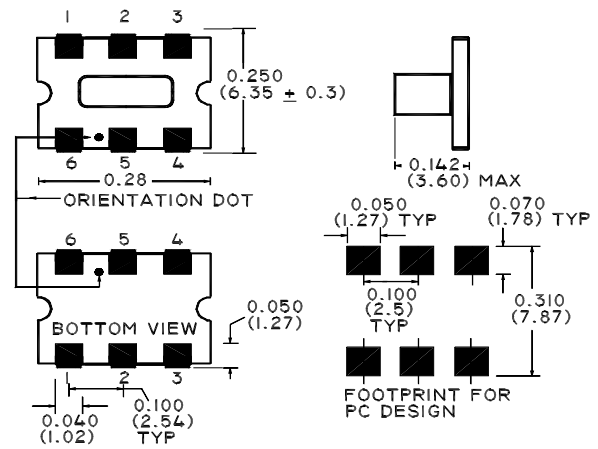 1 2 3
0.250
(6.35 ± 0.3)
6 5 4
0.28
ORIENTATION DOT
0.142
(3.60) MAX
6 5 4
BOTTOM VIEW
0.050
(1.27)
1 2 3
0.040
(1.02)
0.100
(2.54)
TYP
0.050
(1.27) TYP
0.070
(1.78) TYP
0.100
(2.5)
TYP
0.310
(7.87)
FOOTPRINT FOR
PC DESIGN